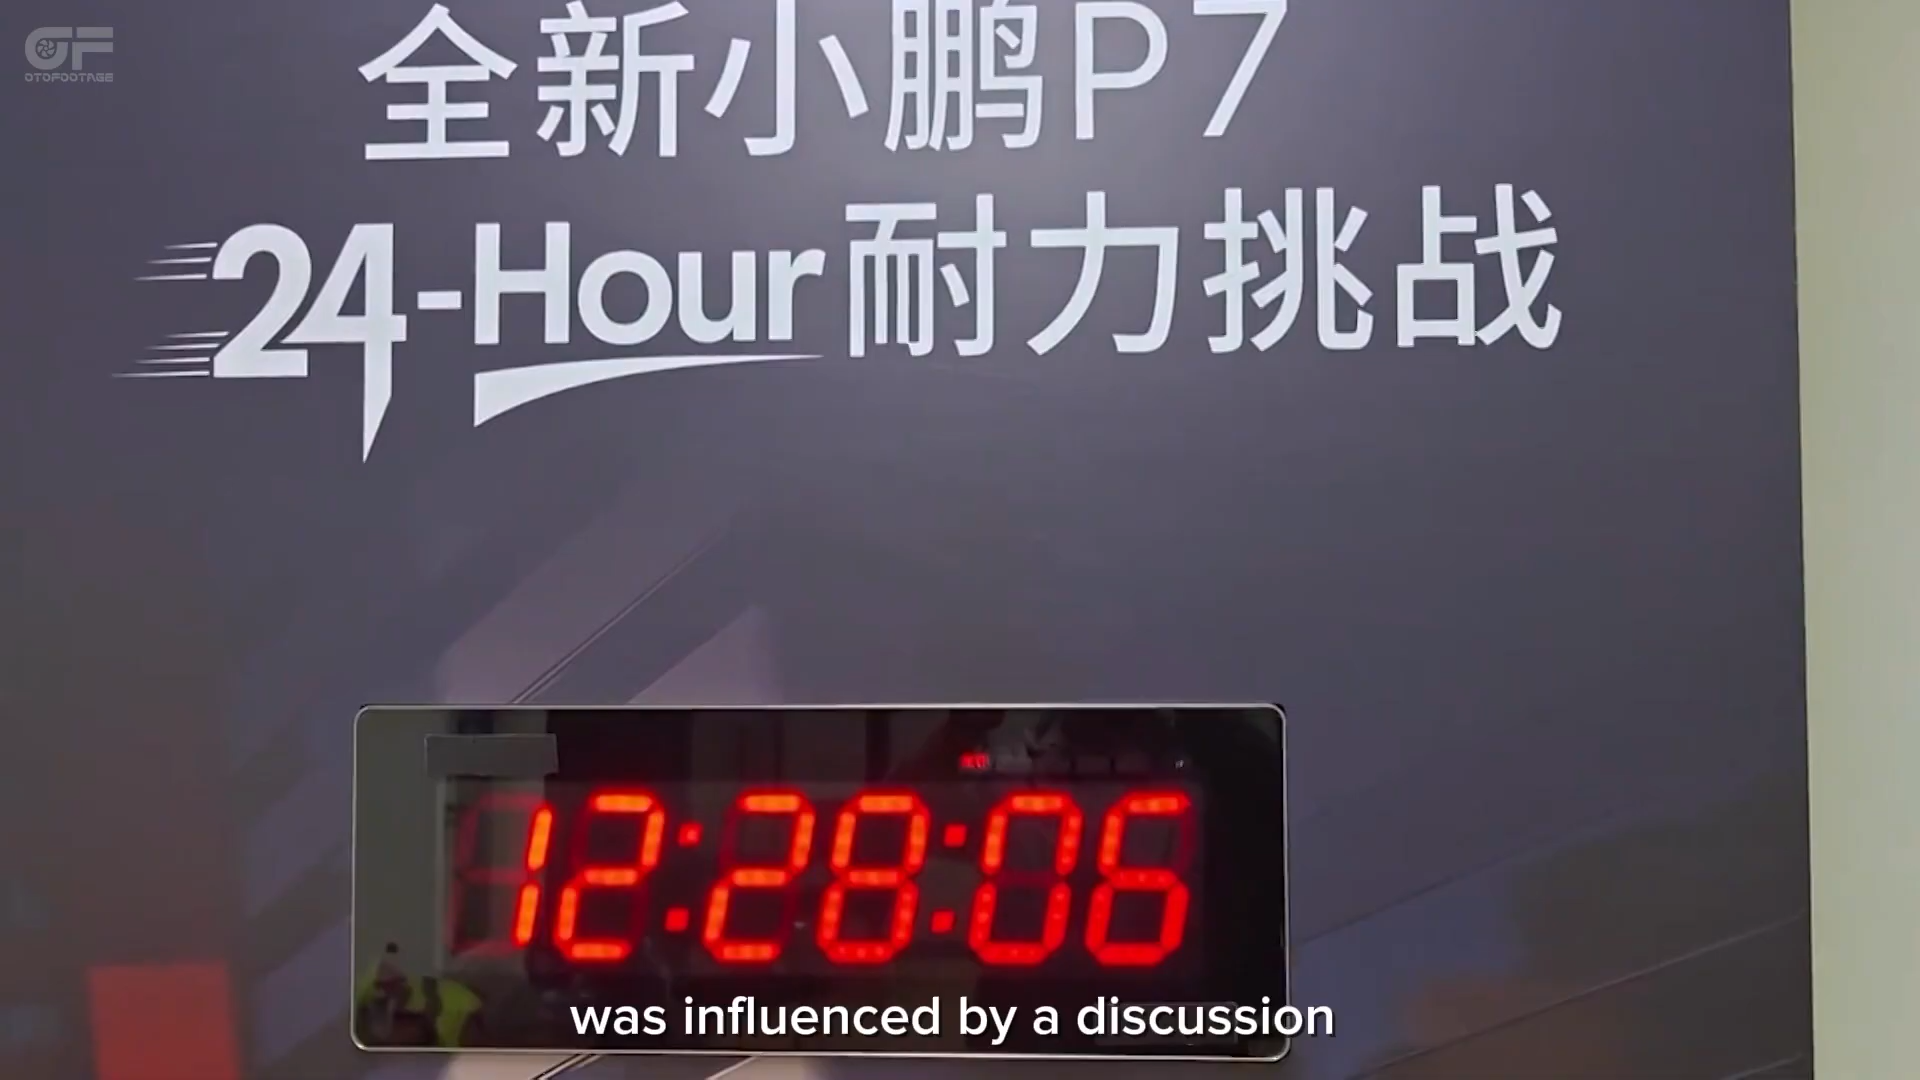 OTOFOOTAGE
全新小鹏P7
24-Hour耐力挑战
12:28:06
was influenced by a discussion